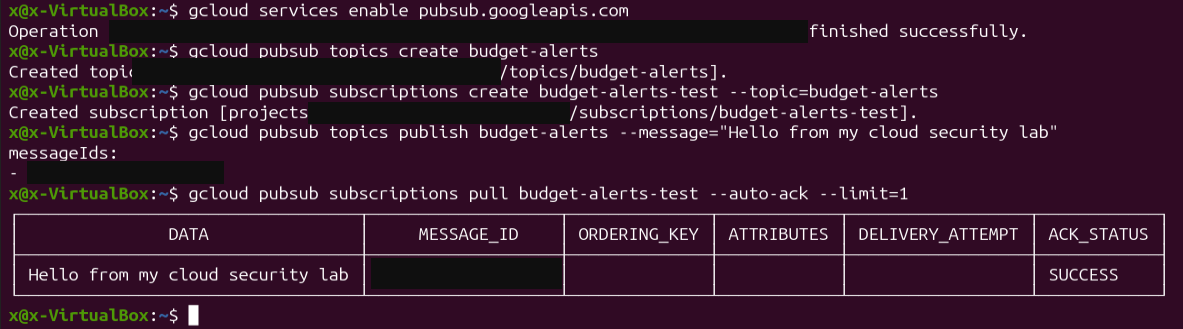 x@x-VirtualBox:~$ gcloud services enable pubsub.googleapis.com
Operation finished successfully.
x@x-VirtualBox:~$ gcloud pubsub topics create budget-alerts
Created topic /topics/budget-alerts].
x@x-VirtualBox:~$ gcloud pubsub subscriptions create budget-alerts-test --topic=budget-alerts
Created subscription [projects /subscriptions/budget-alerts-test].
x@x-VirtualBox:~$ gcloud pubsub topics publish budget-alerts --message="Hello from my cloud security lab"
messageIds:
-
x@x-VirtualBox:~$ gcloud pubsub subscriptions pull budget-alerts-test --auto-ack --limit=1
DATA MESSAGE_ID ORDERING_KEY ATTRIBUTES DELIVERY_ATTEMPT ACK_STATUS
Hello from my cloud security lab SUCCESS
x@x-VirtualBox:~$